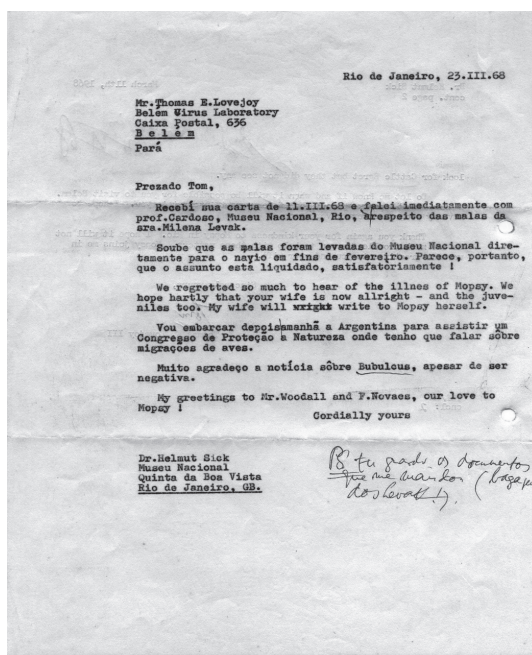 Rio de Janeiro, 23.III.68
Mr.Thomas E.Lovejoy
Belem Virus Laboratory
Caixa Postal, 636
B e l e m
Pará
Prezado Tom,
Recebí sua carta de 11.III.68 e falei imediatamente com
prof.Cardoso, Museu Nacional, Rio, arespeito das malas da
sra.Milena Levak.
Soube que as malas foram levadas do Museu Nacional dire-
tamente para o navio em fins de fevereiro. Parece, portanto,
que o assunto está liquidado, satisfatòriamente !
We regretted so much to hear of the illnes of Mopsy. We
hope hartly that your wife is now allright - and the juve-
niles too. My wife will wright write to Mopsy herself.
Vou embarcar depoisamanhã a Argentina para assistir um
Congresso de Proteção à Natureza onde tenho que falar sôbre
migrações de aves.
Muito agradeço a notícia sôbre Bubulcus, apesar de ser
negativa.
My greetings to Mr.Woodall and F.Novaes, our love to
Mopsy !
Cordially yours
Dr.Helmut Sick
Museu Nacional
Quinta da Boa Vista
Rio de Janeiro, GB.
PS Eu guardo os documentos
que me mandou (
dos Levak !).